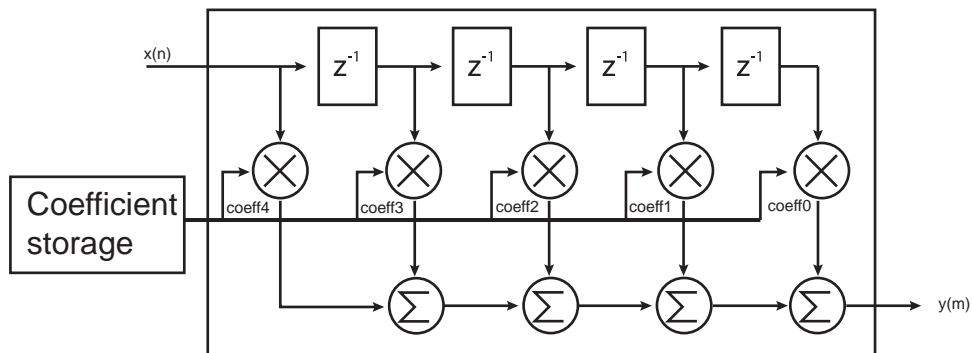 x(n)
z-1
z-1
z-1
z-1
Coefficient
storage
coeff4
coeff3
coeff2
coeff1
coeff0
Σ
Σ
Σ
Σ
y(m)